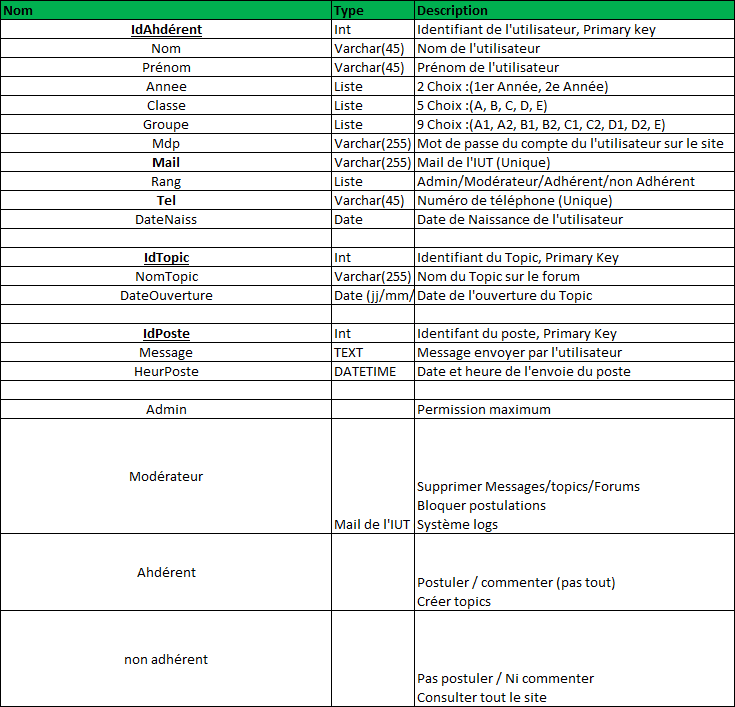 Nom Type Description
IdAhdérent Int Identifiant de l'utilisateur, Primary key
Nom Varchar(45) Nom de l'utilisateur
Prénom Varchar(45) Prénom de l'utilisateur
Annee Liste 2 Choix :(1er Année, 2e Année)
Classe Liste 5 Choix :(A, B, C, D, E)
Groupe Liste 9 Choix :(A1, A2, B1, B2, C1, C2, D1, D2, E)
Mdp Varchar(255) Mot de passe du compte du l'utilisateur sur le site
Mail Varchar(255) Mail de l'IUT (Unique)
Rang Liste Admin/Modérateur/Adhérent/non Adhérent
Tel Varchar(45) Numéro de téléphone (Unique)
DateNaiss Date Date de Naissance de l'utilisateur
IdTopic Int Identifiant du Topic, Primary Key
NomTopic Varchar(255) Nom du Topic sur le forum
DateOuverture Date (jj/mm/ Date de l'ouverture du Topic
IdPoste Int Identifant du poste, Primary Key
Message TEXT Message envoyer par l'utilisateur
HeurPoste DATETIME Date et heure de l'envoie du poste
Admin Permission maximum
Modérateur
Supprimer Messages/topics/Forums
Bloquer postulations
Mail de l'IUT Système logs
Ahdérent
Postuler / commenter (pas tout)
Créer topics
non adhérent
Pas postuler / Ni commenter
Consulter tout le site